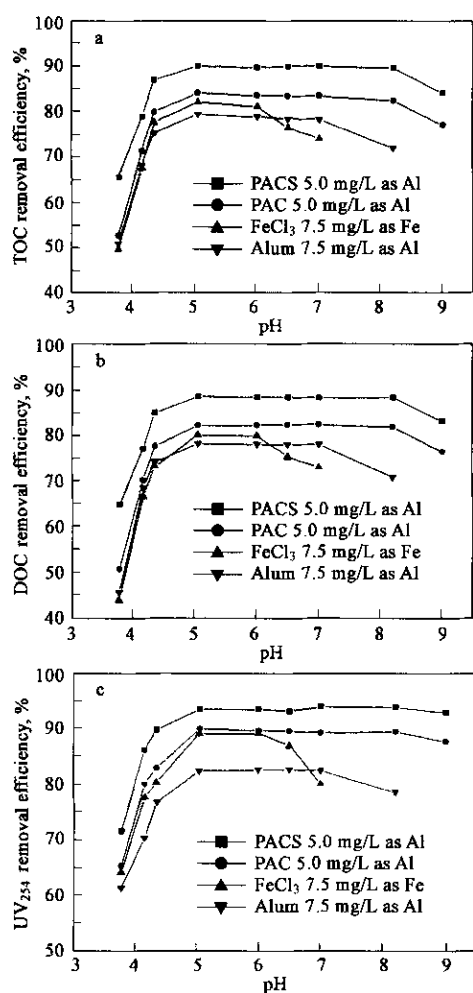 a
100
90
80
70
60
50
40
TOC removal efficiency, %
PACS 5.0 mg/L as Al
PAC 5.0 mg/L as Al
FeCl₃ 7.5 mg/L as Fe
Alum 7.5 mg/L as Al
3 4 5 6 7 8 9
pH
b
100
90
80
70
60
50
40
DOC removal efficiency, %
PACS 5.0 mg/L as Al
PAC 5.0 mg/L as Al
FeCl₃ 7.5 mg/L as Fe
Alum 7.5 mg/L as Al
3 4 5 6 7 8 9
pH
c
100
90
80
70
60
50
UV₂₅₄ removal efficiency, %
PACS 5.0 mg/L as Al
PAC 5.0 mg/L as Al
FeCl₃ 7.5 mg/L as Fe
Alum 7.5 mg/L as Al
3 4 5 6 7 8 9
pH